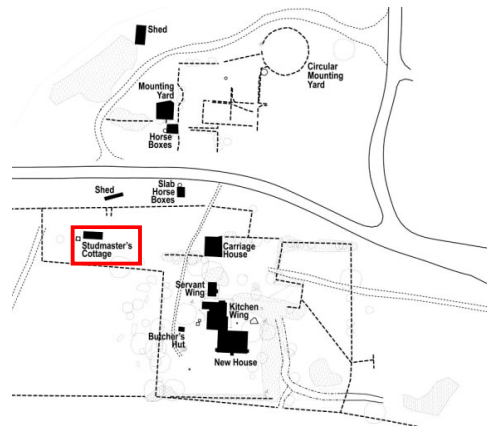 Shed
Circular
Mounting
Yard
Mounting
Yard
Horse
Boxes
Shed
Slab
Horse
Boxes
Studmaster's
Cottage
Carriage
House
Servant
Wing
Kitchen
Wing
Butcher's
Hut
New House